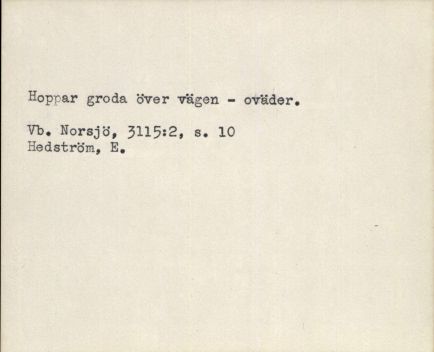 Hoppar groda över vägen - oväder.
Vb. Norsjö, 3115:2, s. 10
Hedström, E.